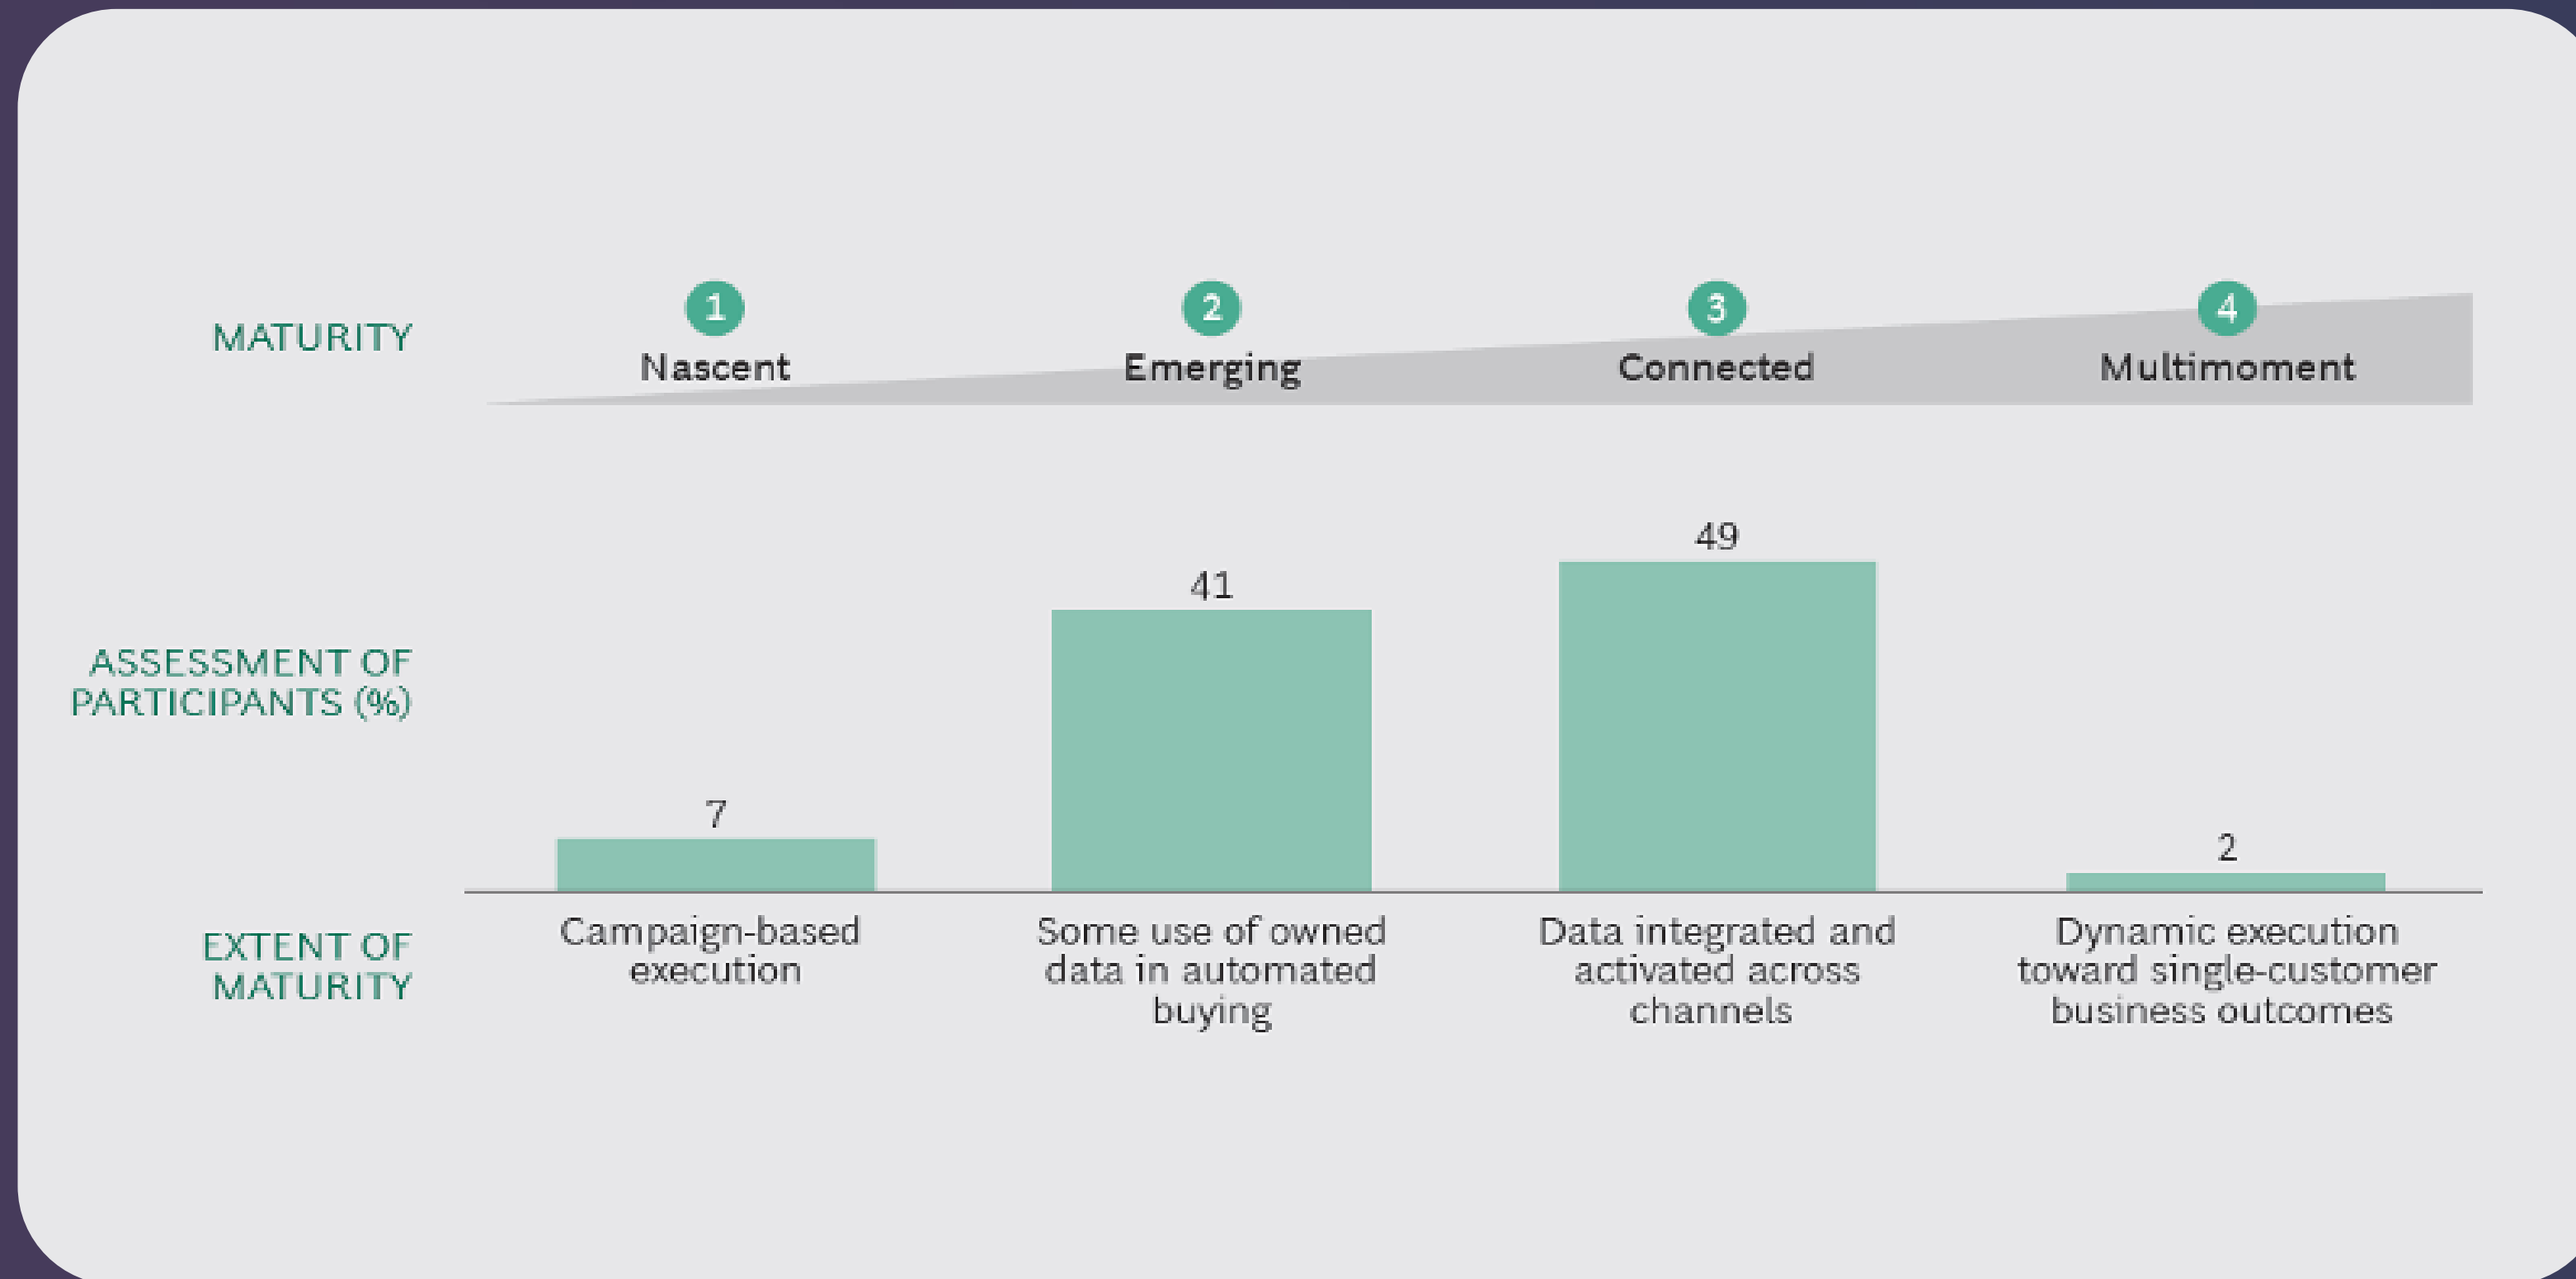 MATURITY
1
Nascent
2
Emerging
3
Connected
4
Multimoment
ASSESSMENT OF
PARTICIPANTS (%)
7
41
49
2
EXTENT OF
MATURITY
Campaign-based
execution
Some use of owned
data in automated
buying
Data integrated and
activated across
channels
Dynamic execution
toward single-customer
business outcomes